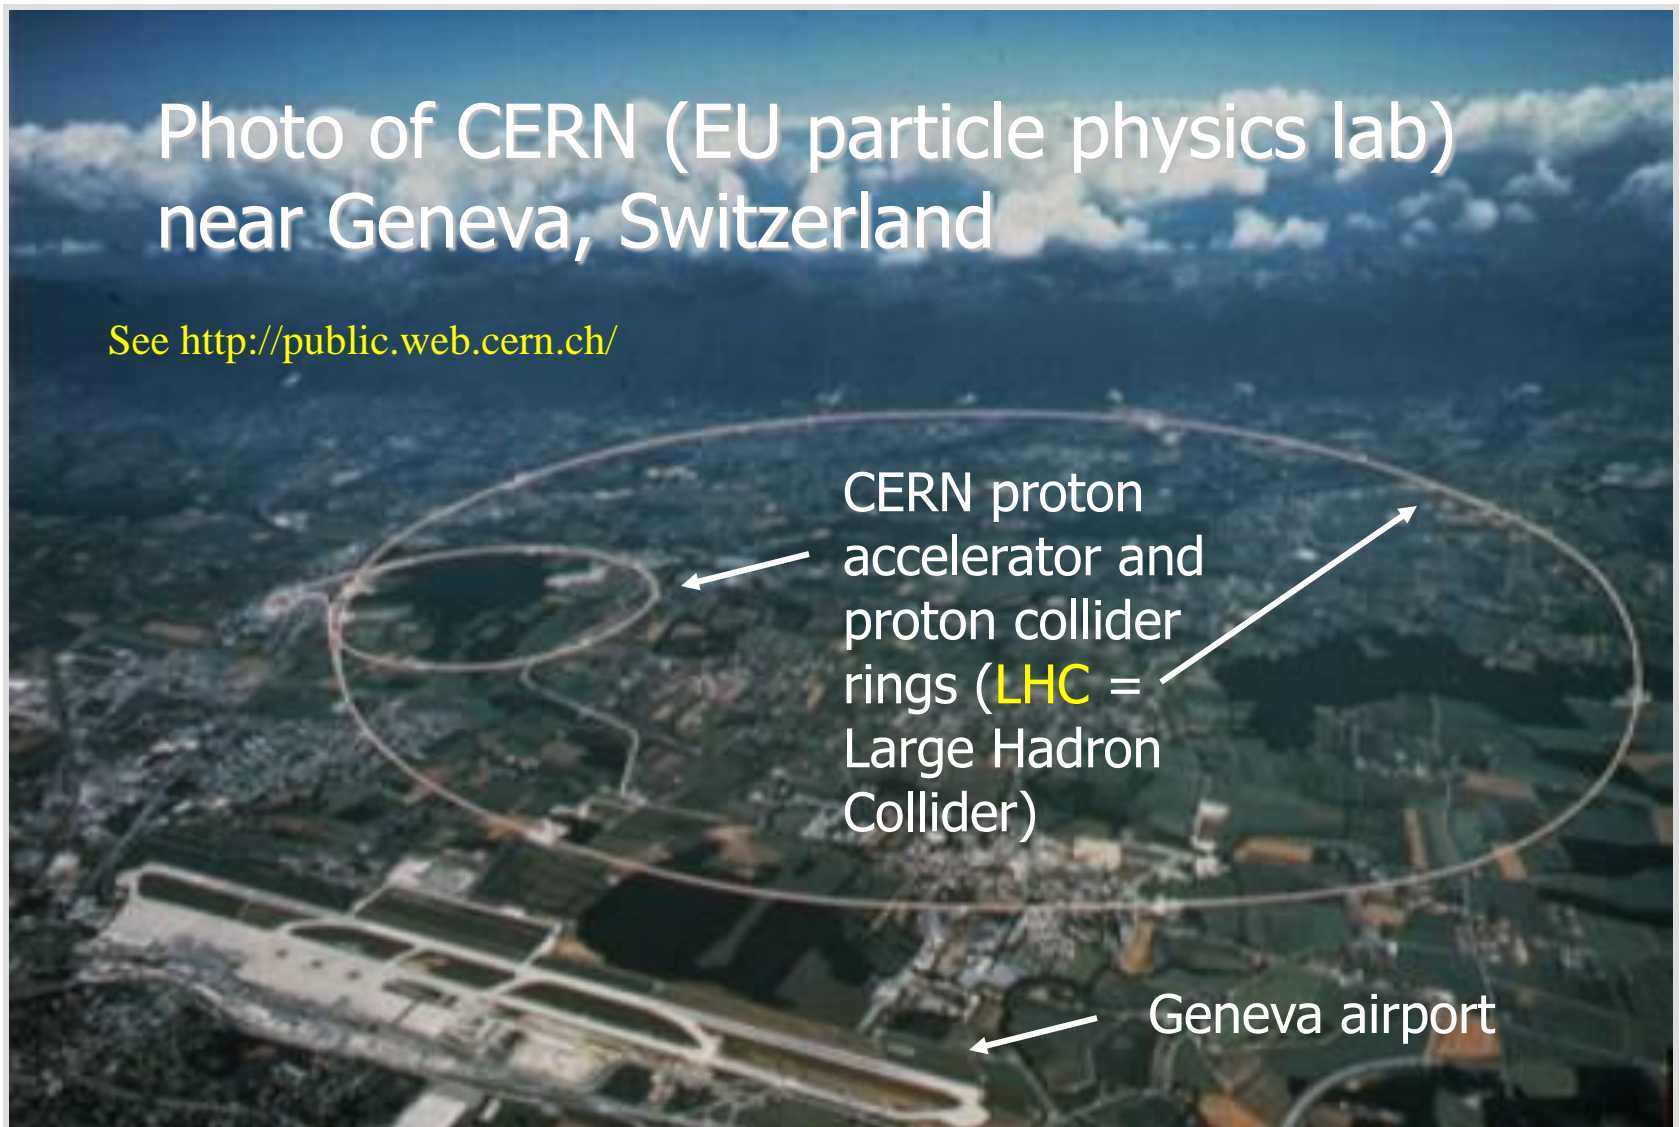 Photo of CERN (EU particle physics lab)
near Geneva, Switzerland
See http://public.web.cern.ch/
CERN proton
accelerator and
proton collider
rings (LHC =
Large Hadron
Collider)
Geneva airport